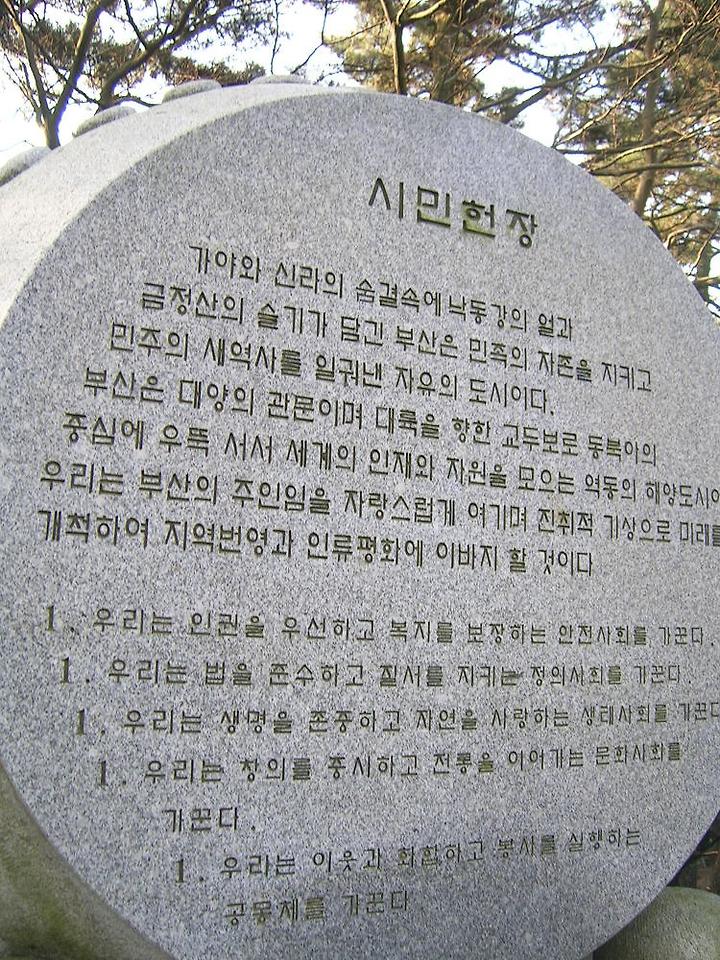 시민헌장
가야와 신라의 숨결속에 낙동강의 얼과
금정산의 슬기가 담긴 부산은 민족의 자존을 지키고
민주의 새역사를 일궈낸 자유의 도시이다.
부산은 대양의 관문이며 대륙을 향한 교두보로 동북아의
중심에 우뚝 서서 세계의 인재와 자원을 모으는 역동의 해양도시이
우리는 부산의 주인임을 자랑스럽게 여기며 진취적 기상으로 미래를
개척하여 지역번영과 인류평화에 이바지 할 것이다
1. 우리는 인권을 우선하고 복지를 보장하는 안전사회를 가꾼다.
1. 우리는 법을 준수하고 질서를 지키는 정의사회를 가꾼다.
1. 우리는 생명을 존중하고 자연을 사랑하는 생태사회를 가꾼다
1. 우리는 창의를 중시하고 전통을 이어가는 문화사회를
가꾼다.
1. 우리는 이웃과 화합하고 봉사를 실행하는
공동체를 가꾼다